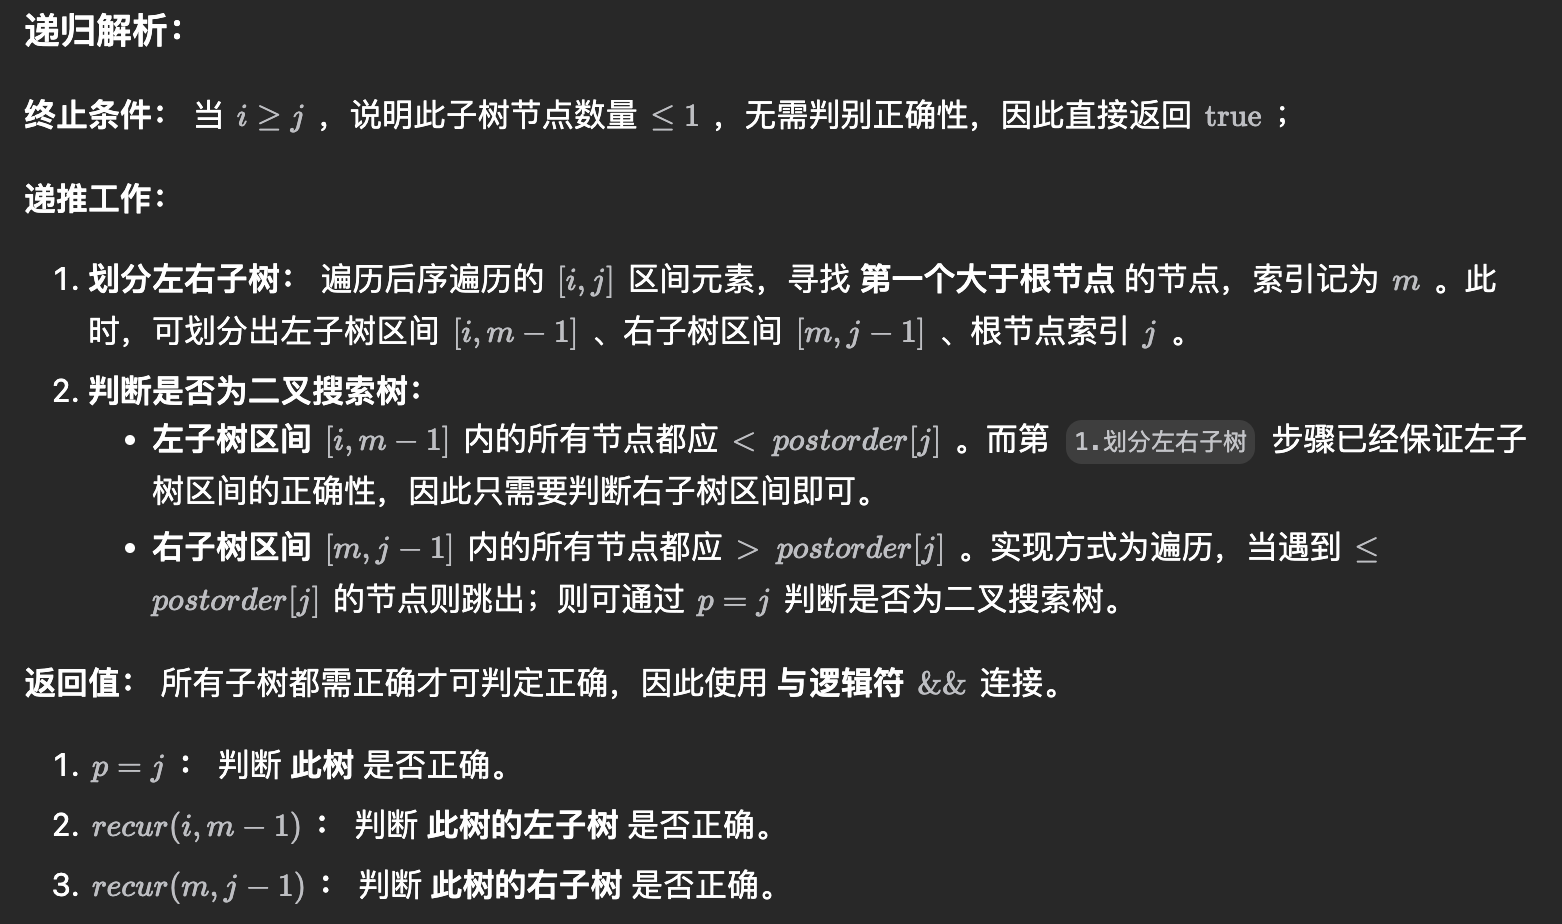 递归解析：
终止条件： 当 i ≥ j ，说明此子树节点数量 ≤ 1 ，无需判别正确性，因此直接返回 true ；
递推工作：
1. 划分左右子树： 遍历后序遍历的 [i, j] 区间元素，寻找 第一个大于根节点 的节点，索引记为 m 。此
时，可划分出左子树区间 [i, m − 1] 、右子树区间 [m, j − 1] 、根节点索引 j 。
2. 判断是否为二叉搜索树：
• 左子树区间 [i, m − 1] 内的所有节点都应 < postorder[j] 。而第 1.划分左右子树 步骤已经保证左子
树区间的正确性，因此只需要判断右子树区间即可。
• 右子树区间 [m, j − 1] 内的所有节点都应 > postorder[j] 。实现方式为遍历，当遇到 ≤
postorder[j] 的节点则跳出；则可通过 p = j 判断是否为二叉搜索树。
返回值： 所有子树都需正确才可判定正确，因此使用 与逻辑符 && 连接。
1. p = j ： 判断 此树 是否正确。
2. recur(i, m − 1) ： 判断 此树的左子树 是否正确。
3. recur(m, j − 1) ： 判断 此树的右子树 是否正确。